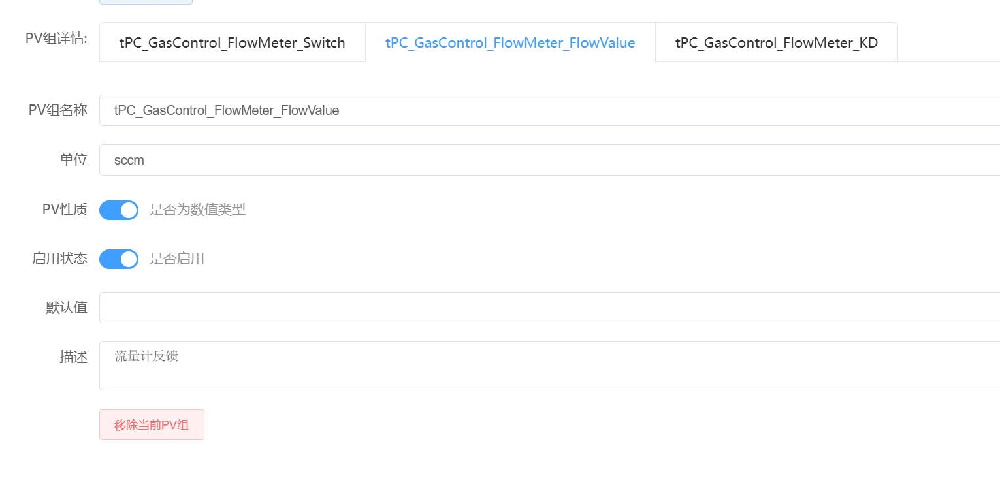 PV组详情: tPC_GasControl_FlowMeter_Switch tPC_GasControl_FlowMeter_FlowValue tPC_GasControl_FlowMeter_KD
PV组名称 tPC_GasControl_FlowMeter_FlowValue
单位 sccm
PV性质 是否为数值类型
启用状态 是否启用
默认值
描述 流量计反馈
移除当前PV组